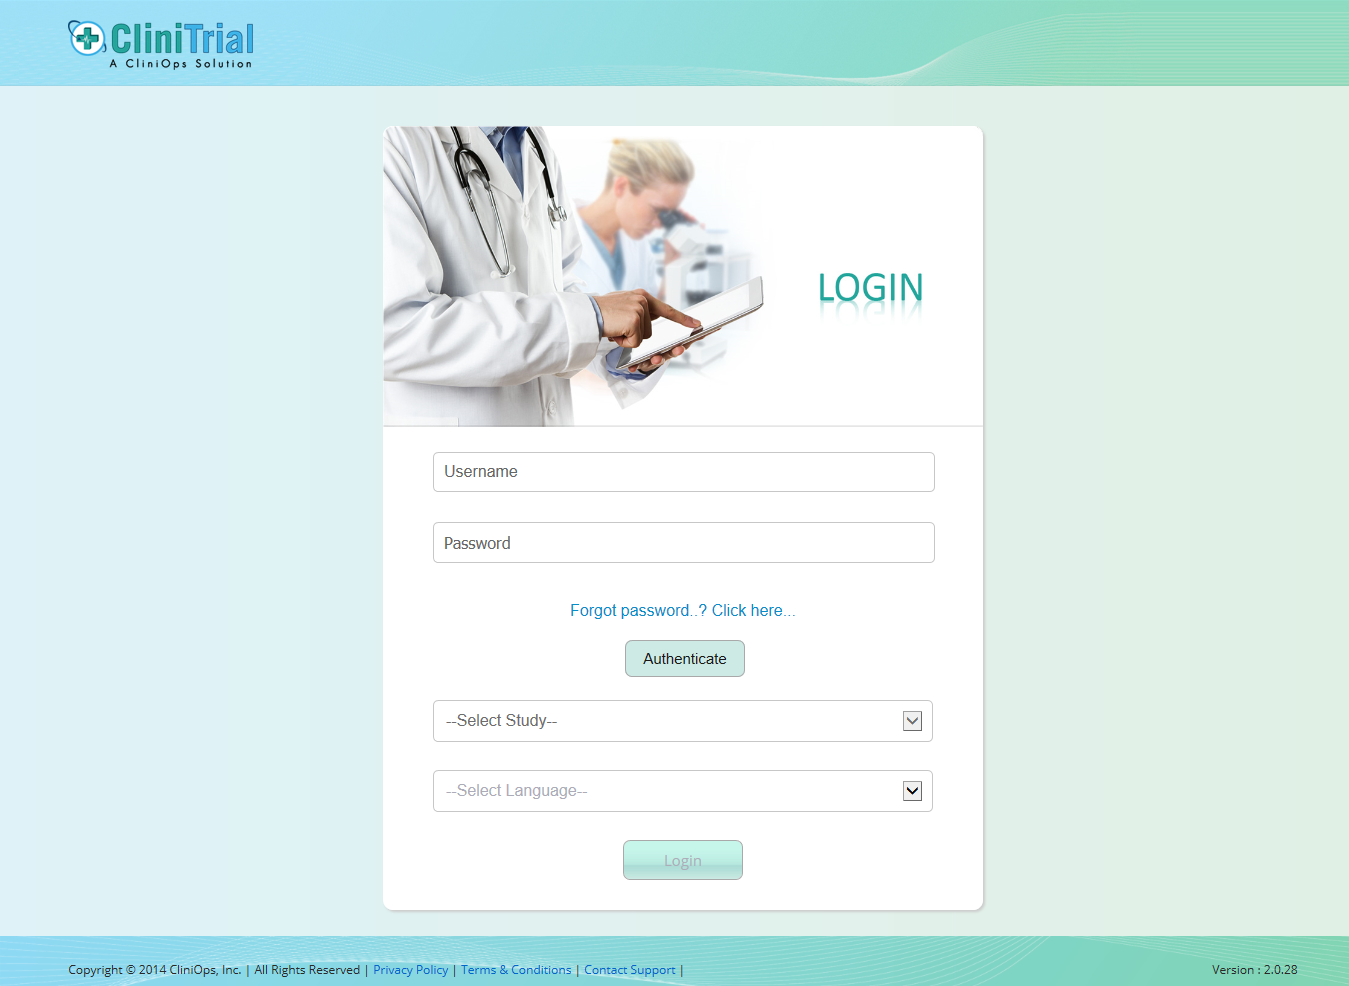 CliniTrial
A CliniOps Solution
LOGIN
Username
Password
Forgot password..? Click here...
Authenticate
--Select Study--
--Select Language--
Login
Copyright © 2014 CliniOps, Inc. | All Rights Reserved | Privacy Policy | Terms & Conditions | Contact Support |
Version : 2.0.28